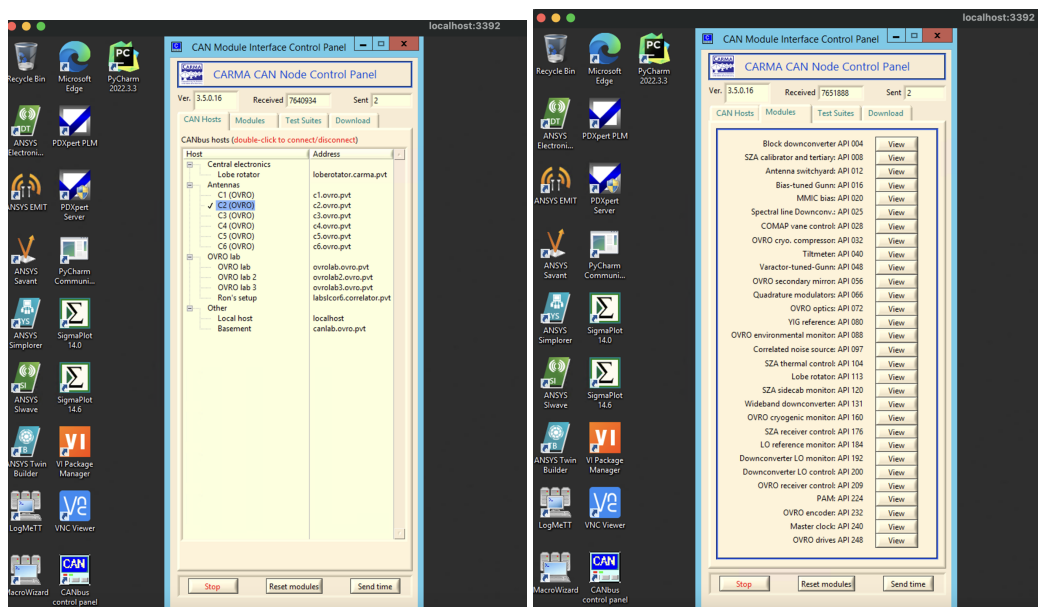 localhost:3392
Recycle Bin
Microsoft Edge
PyCharm 2022.3.3
ANSYS Electroni...
PDXpert PLM
ANSYS EMIT
PDXpert Server
ANSYS Savant
PyCharm Communi...
ANSYS Simplorer
SigmaPlot 14.0
ANSYS SIwave
SigmaPlot 14.6
ANSYS Twin Builder
VI Package Manager
LogMeTT
VNC Viewer
MacroWizard
CANbus control panel
CAN Module Interface Control Panel
CARMA CAN Node Control Panel
Ver. 3.5.0.16 Received 7640934 Sent 2
CAN Hosts Modules Test Suites Download
CANbus hosts (double-click to connect/disconnect)
Host Address
Central electronics
Lobe rotator loberotator.carma.pvt
Antennas
C1 (OVRO) c1.ovro.pvt
C2 (OVRO) c2.ovro.pvt
C3 (OVRO) c3.ovro.pvt
C4 (OVRO) c4.ovro.pvt
C5 (OVRO) c5.ovro.pvt
C6 (OVRO) c6.ovro.pvt
OVRO lab
OVRO lab ovrolab.ovro.pvt
OVRO lab 2 ovrolab2.ovro.pvt
OVRO lab 3 ovrolab3.ovro.pvt
Ron's setup labslcor6.correlator.pvt
Other
Local host localhost
Basement canlab.ovro.pvt
Stop Reset modules Send time
localhost:3392
Recycle Bin
Microsoft Edge
PyCharm 2022.3.3
ANSYS Electroni...
PDXpert PLM
ANSYS EMIT
PDXpert Server
ANSYS Savant
PyCharm Communi...
ANSYS Simplorer
SigmaPlot 14.0
ANSYS SIwave
SigmaPlot 14.6
ANSYS Twin Builder
VI Package Manager
LogMeTT
VNC Viewer
MacroWizard
CANbus control panel
CAN Module Interface Control Panel
CARMA CAN Node Control Panel
Ver. 3.5.0.16 Received 7651888 Sent 2
CAN Hosts Modules Test Suites Download
Block downconverter API 004 View
SZA calibrator and tertiary: API 008 View
Antenna switchyard: API 012 View
Bias-tuned Gunn: API 016 View
MMIC bias: API 020 View
Spectral line Downconv.: API 025 View
COMAP vane control: API 028 View
OVRO cryo. compressor: API 032 View
Tiltmeter: API 040 View
Varactor-tuned-Gunn: API 048 View
OVRO secondary mirror: API 056 View
Quadrature modulators: API 066 View
OVRO optics: API 072 View
YIG reference: API 080 View
OVRO environmental monitor: API 088 View
Correlated noise source: API 097 View
SZA thermal control: API 104 View
Lobe rotator: API 113 View
SZA sidecab monitor: API 120 View
Wideband downconverter: API 131 View
OVRO cryogenic monitor: API 160 View
SZA receiver control: API 176 View
LO reference monitor: API 184 View
Downconverter LO monitor: API 192 View
Downconverter LO control: API 200 View
OVRO receiver control: API 209 View
PAM: API 224 View
OVRO encoder: API 232 View
Master clock: API 240 View
OVRO drives API 248 View
Stop Reset modules Send time